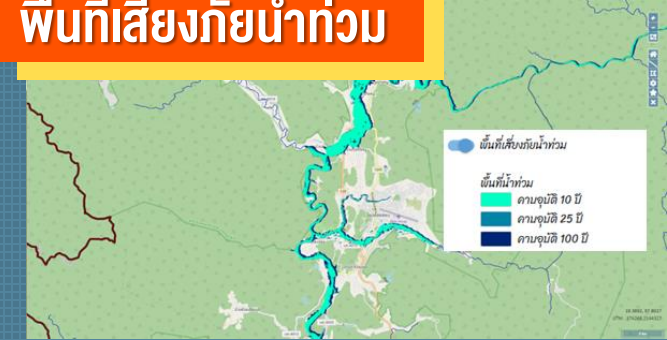 พื้นที่เสี่ยงภัยน้ำท่วม
พื้นที่เสี่ยงภัยน้ำท่วม
พื้นที่น้ำท่วม
คาบอุบัติ 10 ปี
คาบอุบัติ 25 ปี
คาบอุบัติ 100 ปี